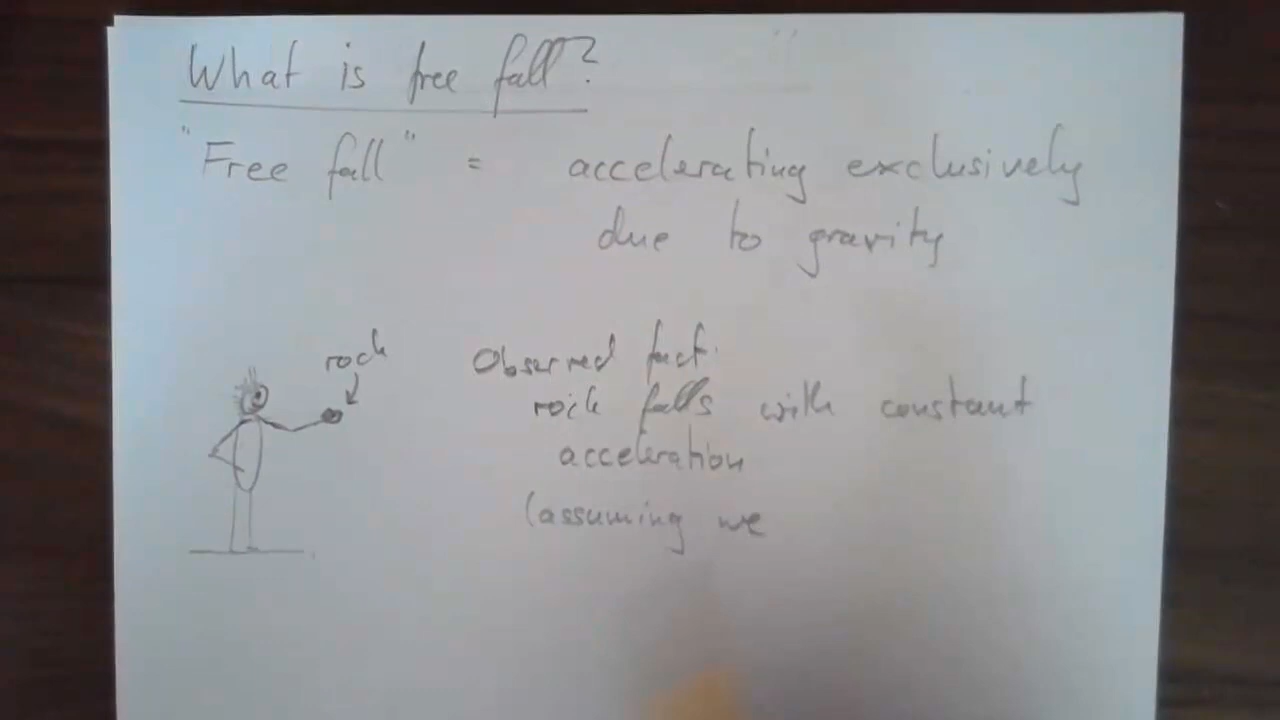 What is free fall?
"Free fall" = accelerating exclusively
due to gravity
rock
Observed fact:
rock falls with constant
acceleration
(assuming we